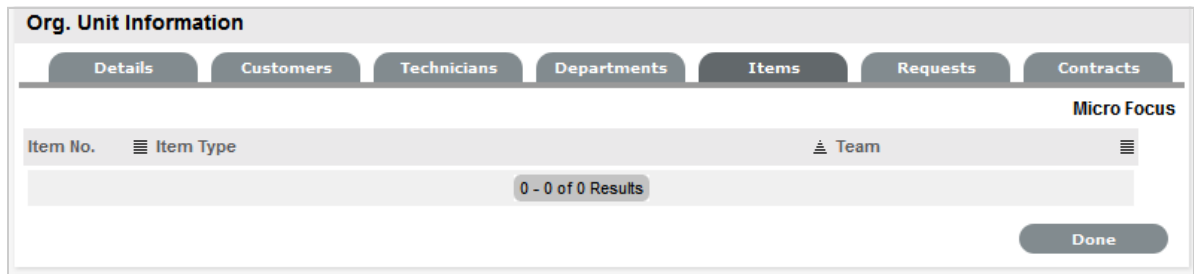 Org. Unit Information
Details Customers Technicians Departments Items Requests Contracts
Micro Focus
Item No. Item Type Team
0 - 0 of 0 Results
Done